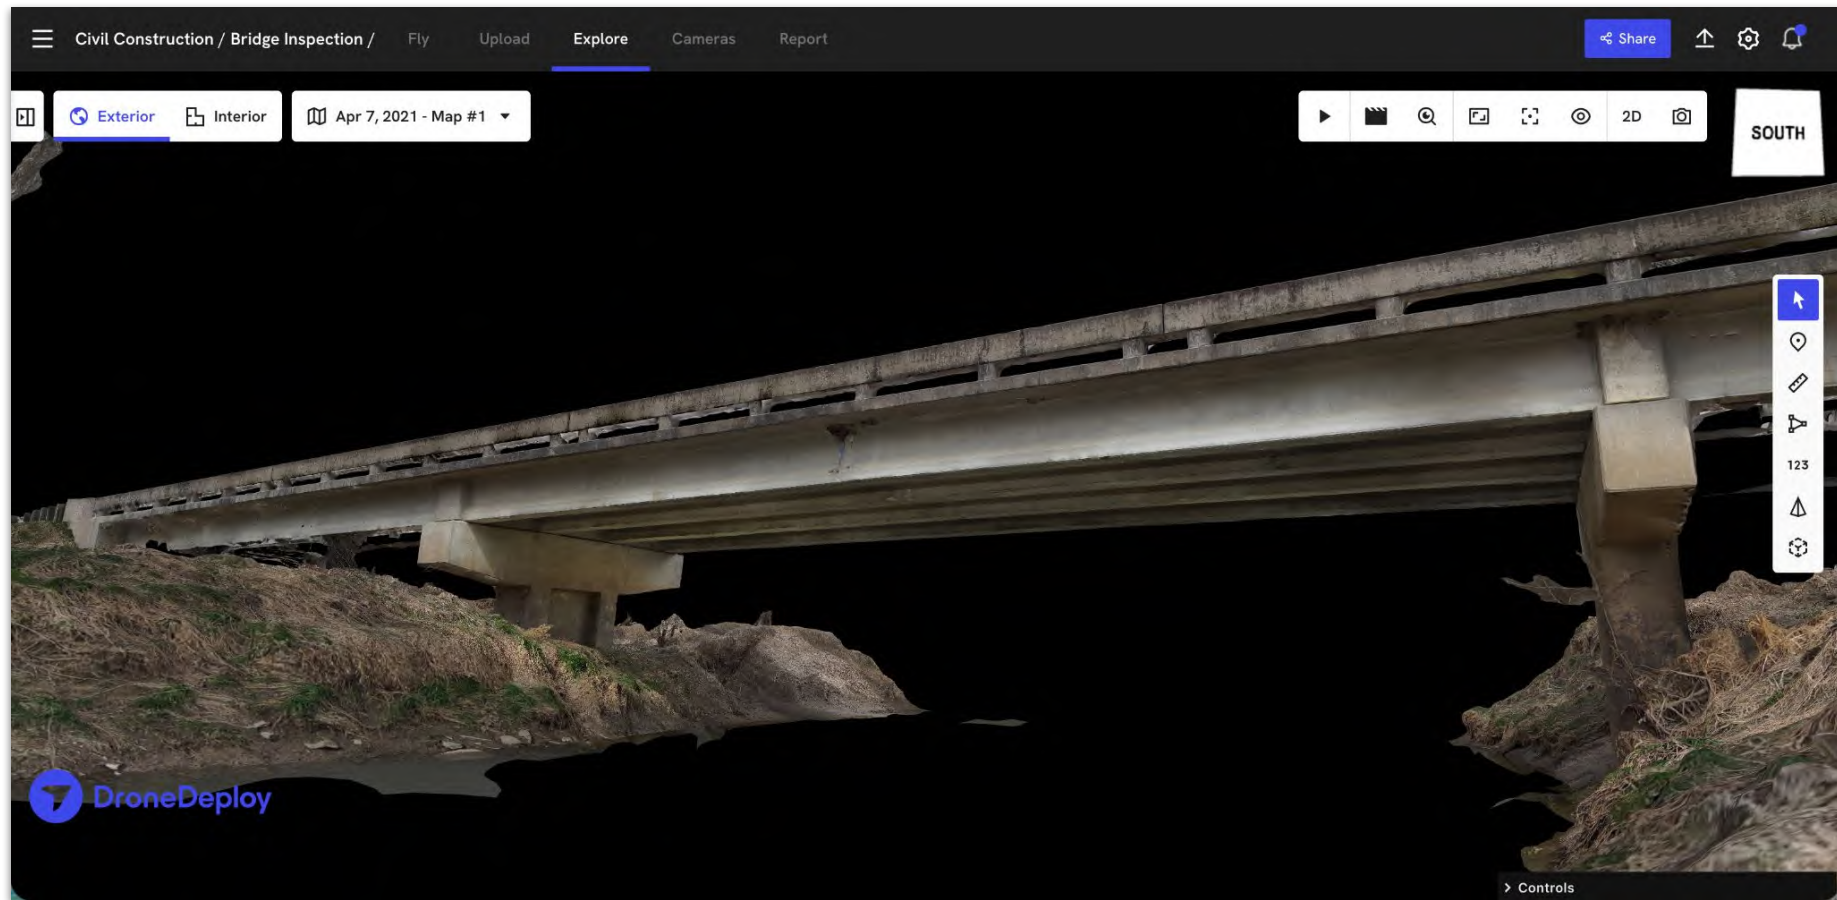 Civil Construction / Bridge Inspection / Fly Upload Explore Cameras Report Share
Exterior Interior Apr 7, 2021 - Map #1 2D
SOUTH
123
DroneDeploy
Controls